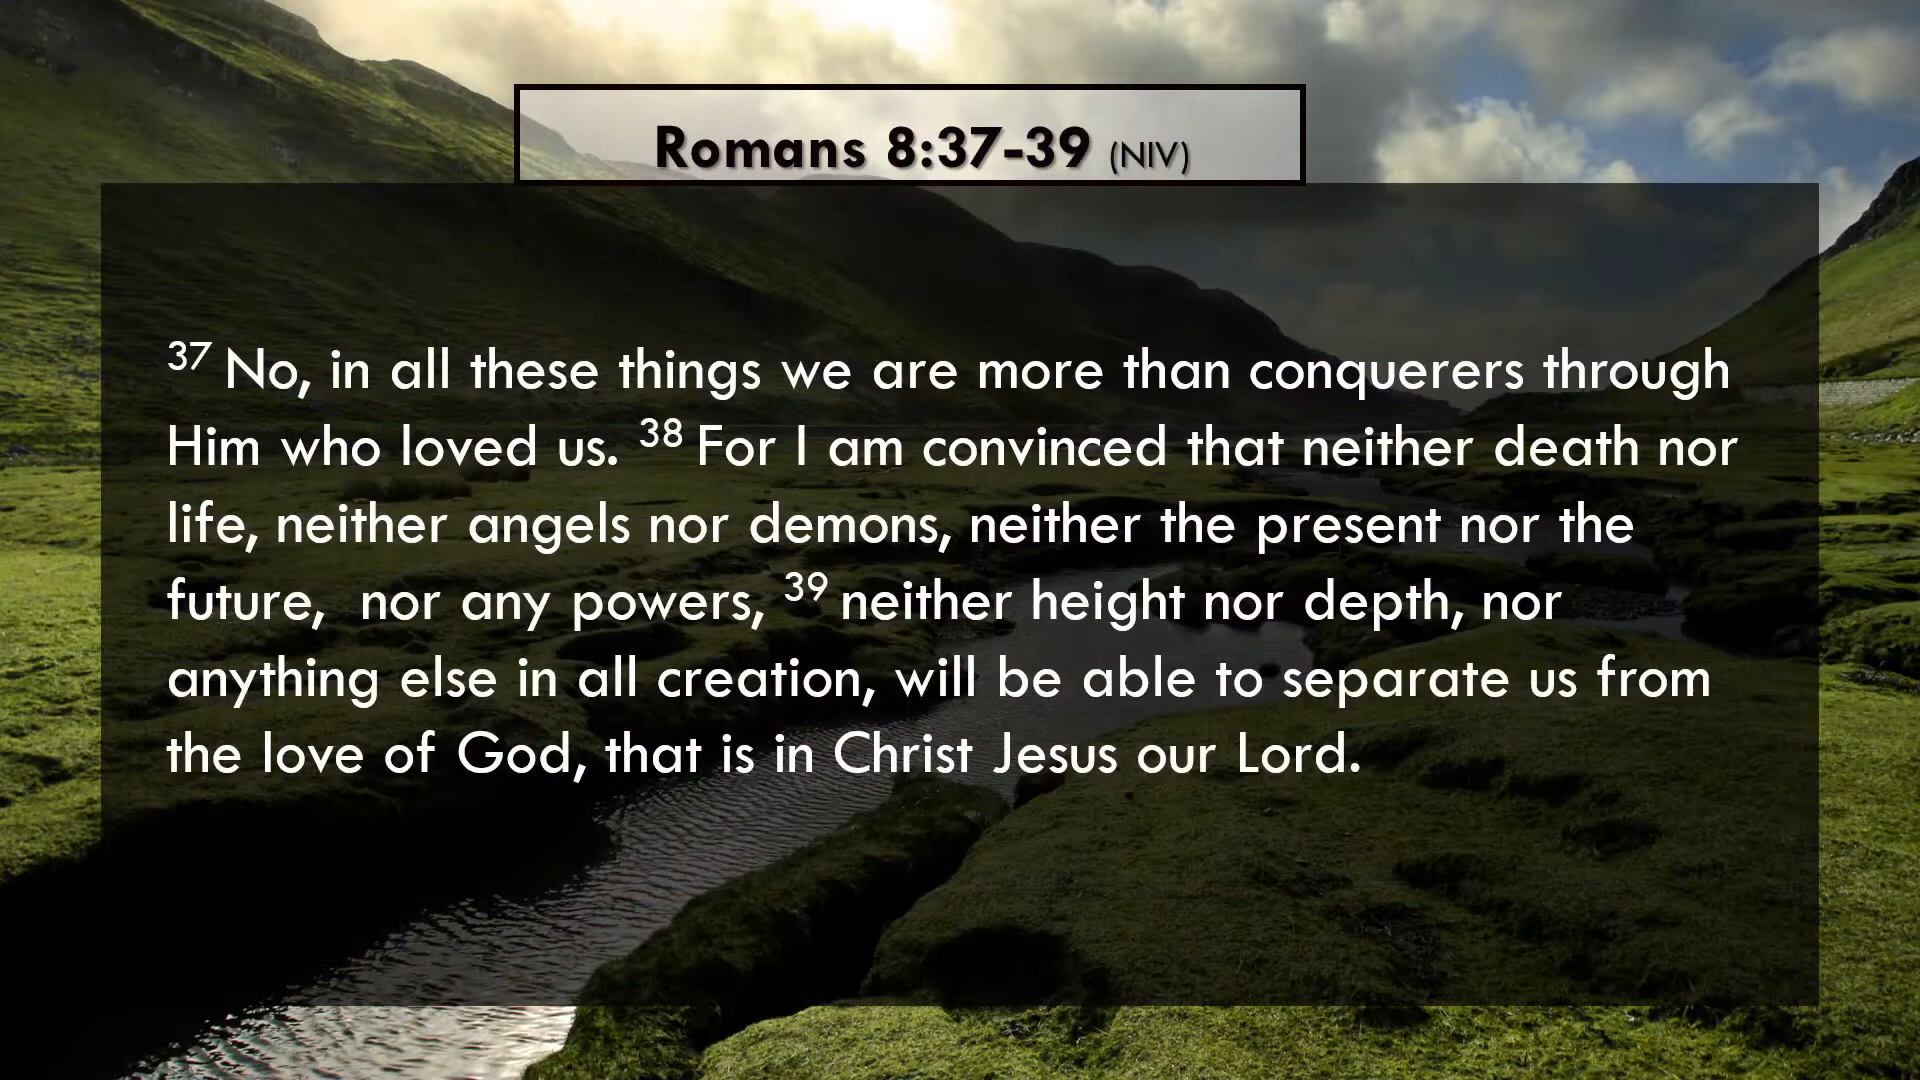 Romans 8:37-39 (NIV)
37 No, in all these things we are more than conquerers through
Him who loved us. 38 For I am convinced that neither death nor
life, neither angels nor demons, neither the present nor the
future,  nor any powers, 39 neither height nor depth, nor
anything else in all creation, will be able to separate us from
the love of God, that is in Christ Jesus our Lord.